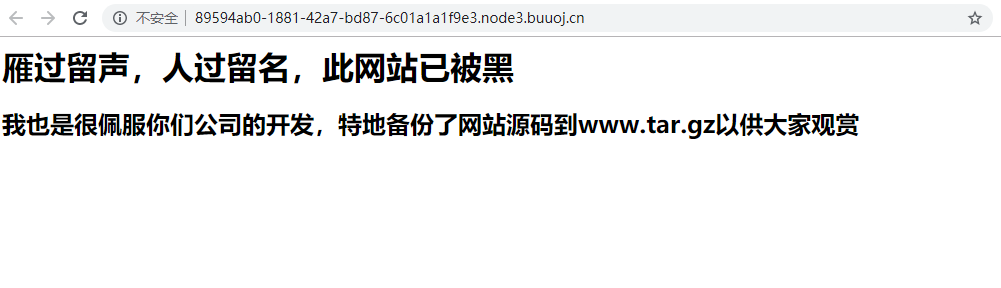 不安全 89594ab0-1881-42a7-bd87-6c01a1a1f9e3.node3.buuoj.cn
雁过留声，人过留名，此网站已被黑
我也是很佩服你们公司的开发，特地备份了网站源码到www.tar.gz以供大家观赏